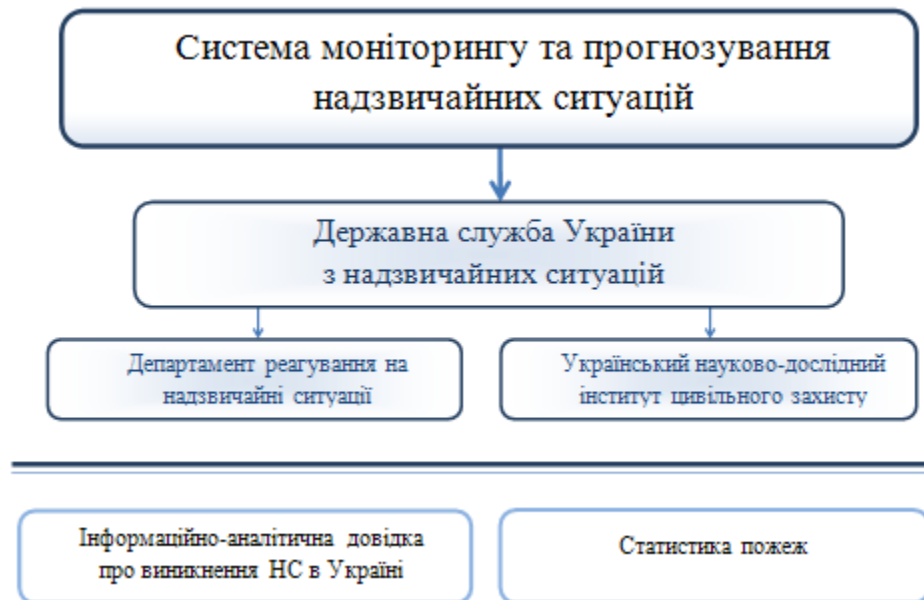 Система моніторингу та прогнозування
надзвичайних ситуацій
Державна служба України
з надзвичайних ситуацій
Департамент реагування на
надзвичайні ситуації
Український науково-дослідний
інститут цивільного захисту
Інформаційно-аналітична довідка
про виникнення НС в Україні
Статистика пожеж